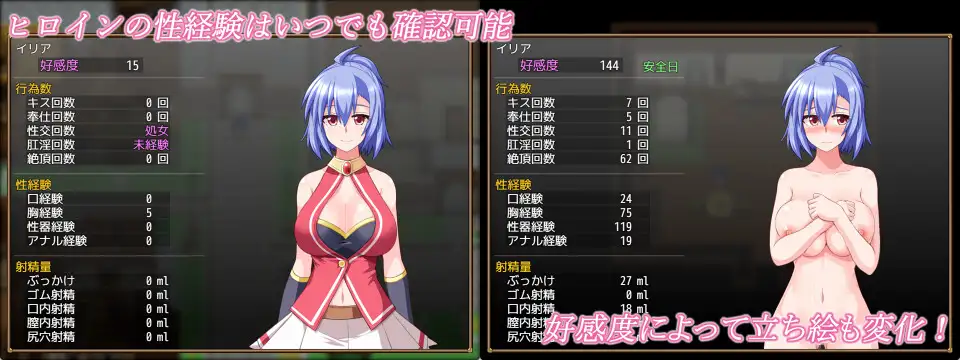 ヒロインの性経験はいつでも確認可能
イリア
好感度 15
行為数
キス回数 0 回
奉仕回数 0 回
性交回数 処女
肛淫回数 未経験
絶頂回数 0 回
性経験
口経験 0
胸経験 5
性器経験 0
アナル経験 0
射精量
ぶっかけ 0 ml
ゴム射精 0 ml
口内射精 0 ml
膣内射精 0 ml
尻穴射精 0 ml
イリア
好感度 144 安全日
行為数
キス回数 7 回
奉仕回数 5 回
性交回数 11 回
肛淫回数 1 回
絶頂回数 62 回
性経験
口経験 24
胸経験 75
性器経験 119
アナル経験 19
射精量
ぶっかけ 27 ml
ゴム射精 0 ml
口内射精 18 ml
膣内射
尻穴射
好感度によって立ち絵も変化！